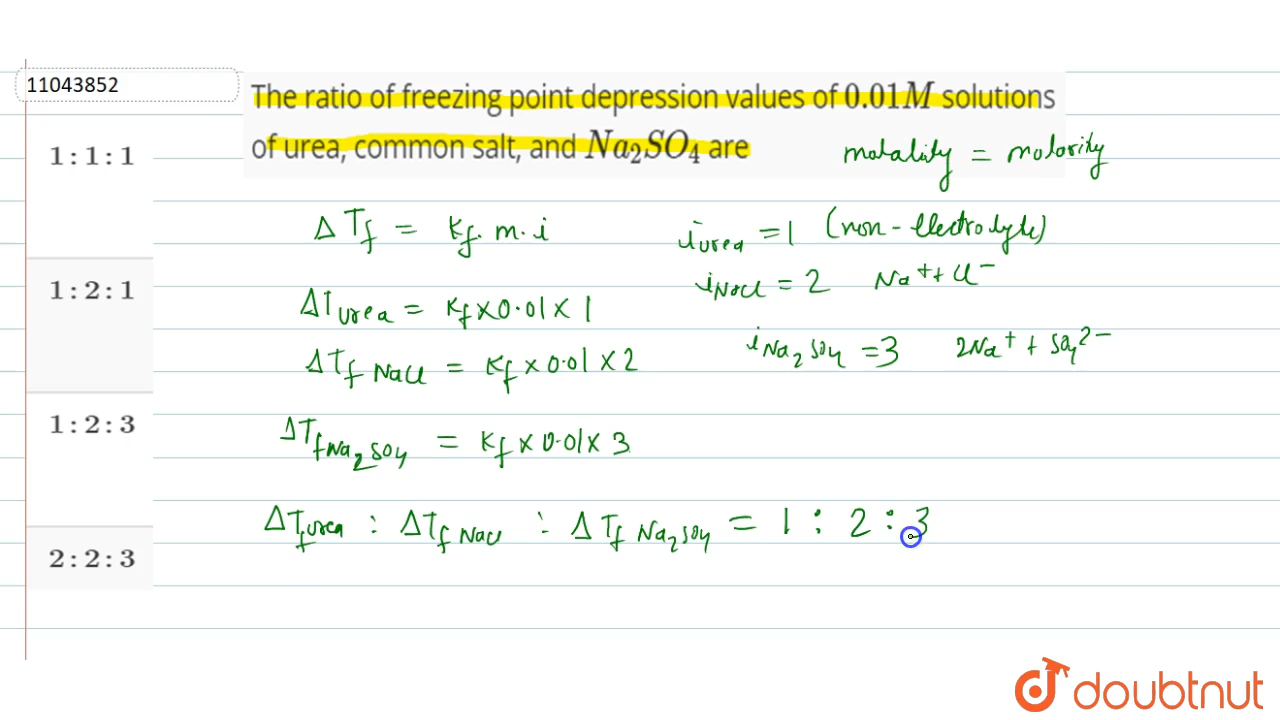 11043852
The ratio of freezing point depression values of 0.01M solutions
of urea, common salt, and Na₂SO₄ are
1:1:1
1:2:1
1:2:3
2:2:3
molality = molarity
ΔTf = Kf. m. i
i urea = 1 (non-electrolyte)
i NaCl = 2 Na⁺ + Cl⁻
ΔT urea = Kf × 0.01 × 1
i Na₂SO₄ = 3 2Na⁺ + SO₄²⁻
ΔTf NaCl = Kf × 0.01 × 2
ΔTf Na₂SO₄ = Kf × 0.01 × 3
ΔTf urea : ΔTf NaCl : ΔTf Na₂SO₄ = 1 : 2 : 3
doubtnut